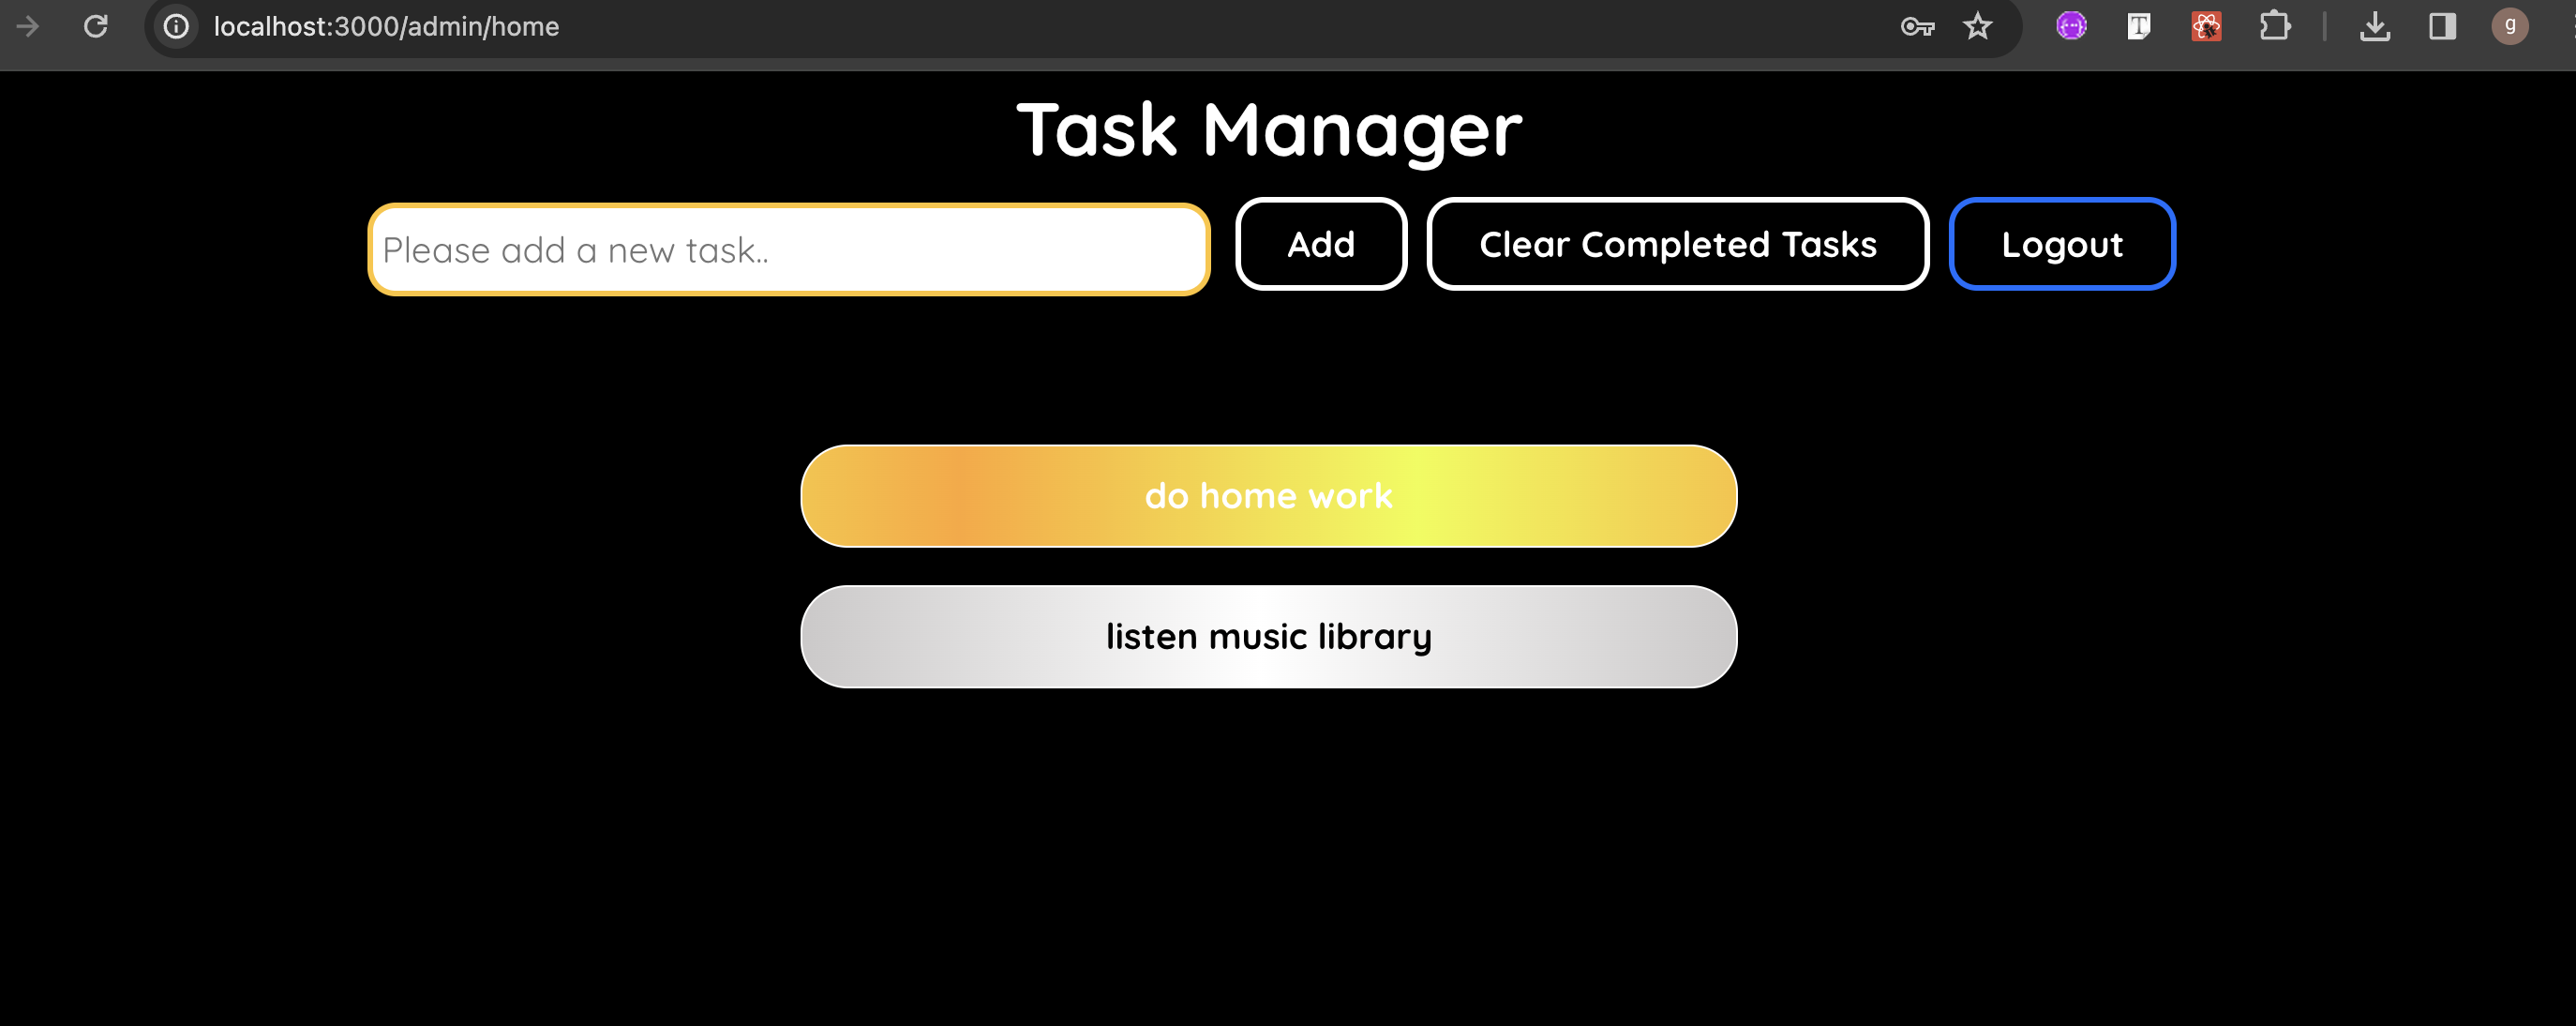 localhost:3000/admin/home
g
Task Manager
Please add a new task..
Add
Clear Completed Tasks
Logout
do home work
listen music library